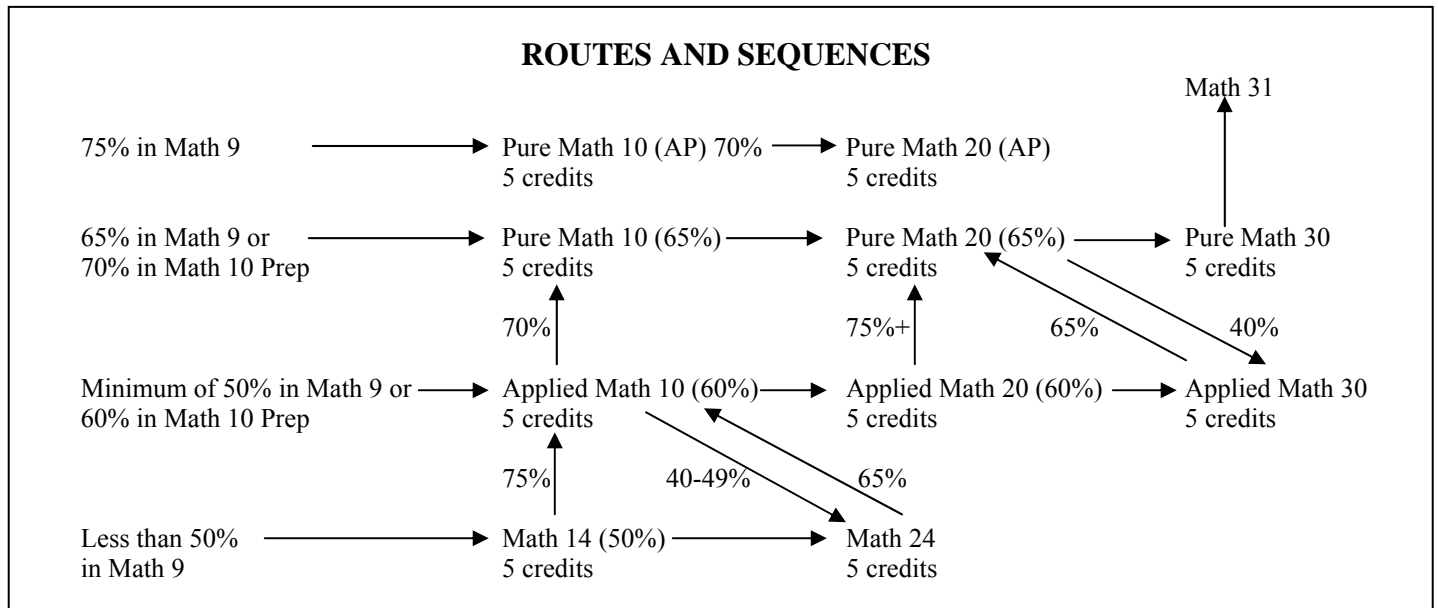 ROUTES AND SEQUENCES
Math 31
75% in Math 9
Pure Math 10 (AP) 70%
Pure Math 20 (AP)
5 credits
5 credits
65% in Math 9 or
Pure Math 10 (65%)
Pure Math 20 (65%)
Pure Math 30
70% in Math 10 Prep
5 credits
5 credits
5 credits
70%
75%+
65%
40%
Minimum of 50% in Math 9 or
Applied Math 10 (60%)
Applied Math 20 (60%)
Applied Math 30
60% in Math 10 Prep
5 credits
5 credits
5 credits
75%
40-49%
65%
Less than 50%
Math 14 (50%)
Math 24
in Math 9
5 credits
5 credits